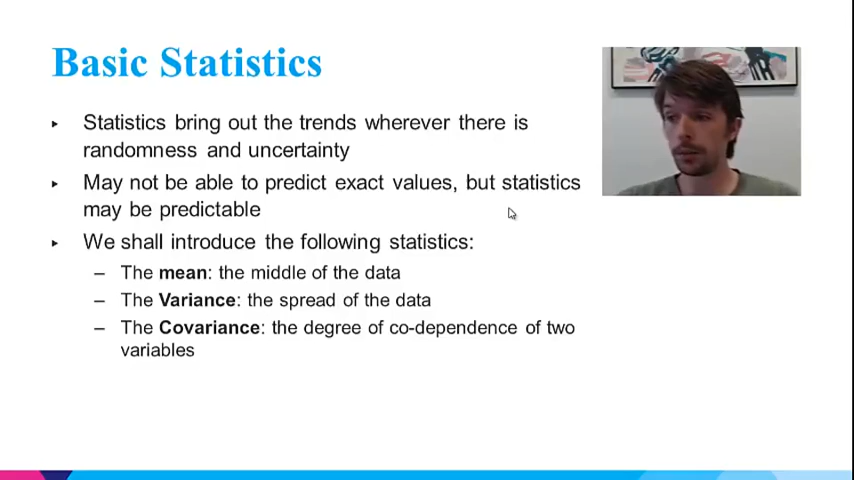 Basic Statistics
▸ Statistics bring out the trends wherever there is
randomness and uncertainty
▸ May not be able to predict exact values, but statistics
may be predictable
▸ We shall introduce the following statistics:
– The mean: the middle of the data
– The Variance: the spread of the data
– The Covariance: the degree of co-dependence of two
variables